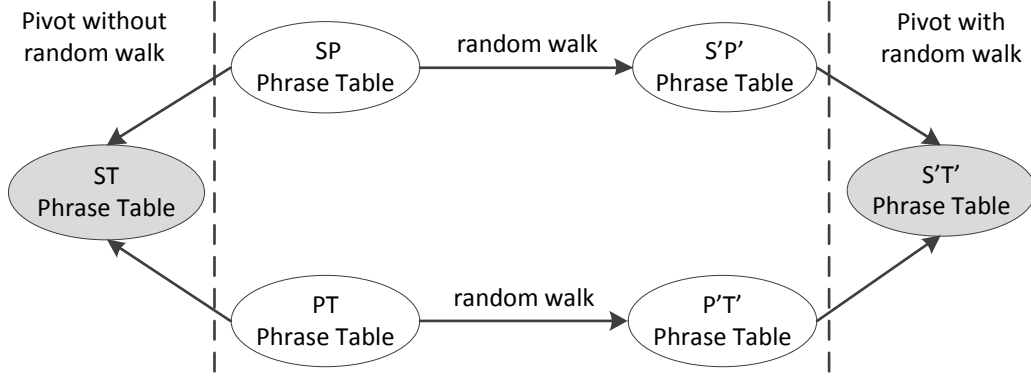 Pivot without
random walk
SP
Phrase Table
random walk
S'P'
Phrase Table
Pivot with
random walk
ST
Phrase Table
S'T'
Phrase Table
PT
Phrase Table
random walk
P'T'
Phrase Table